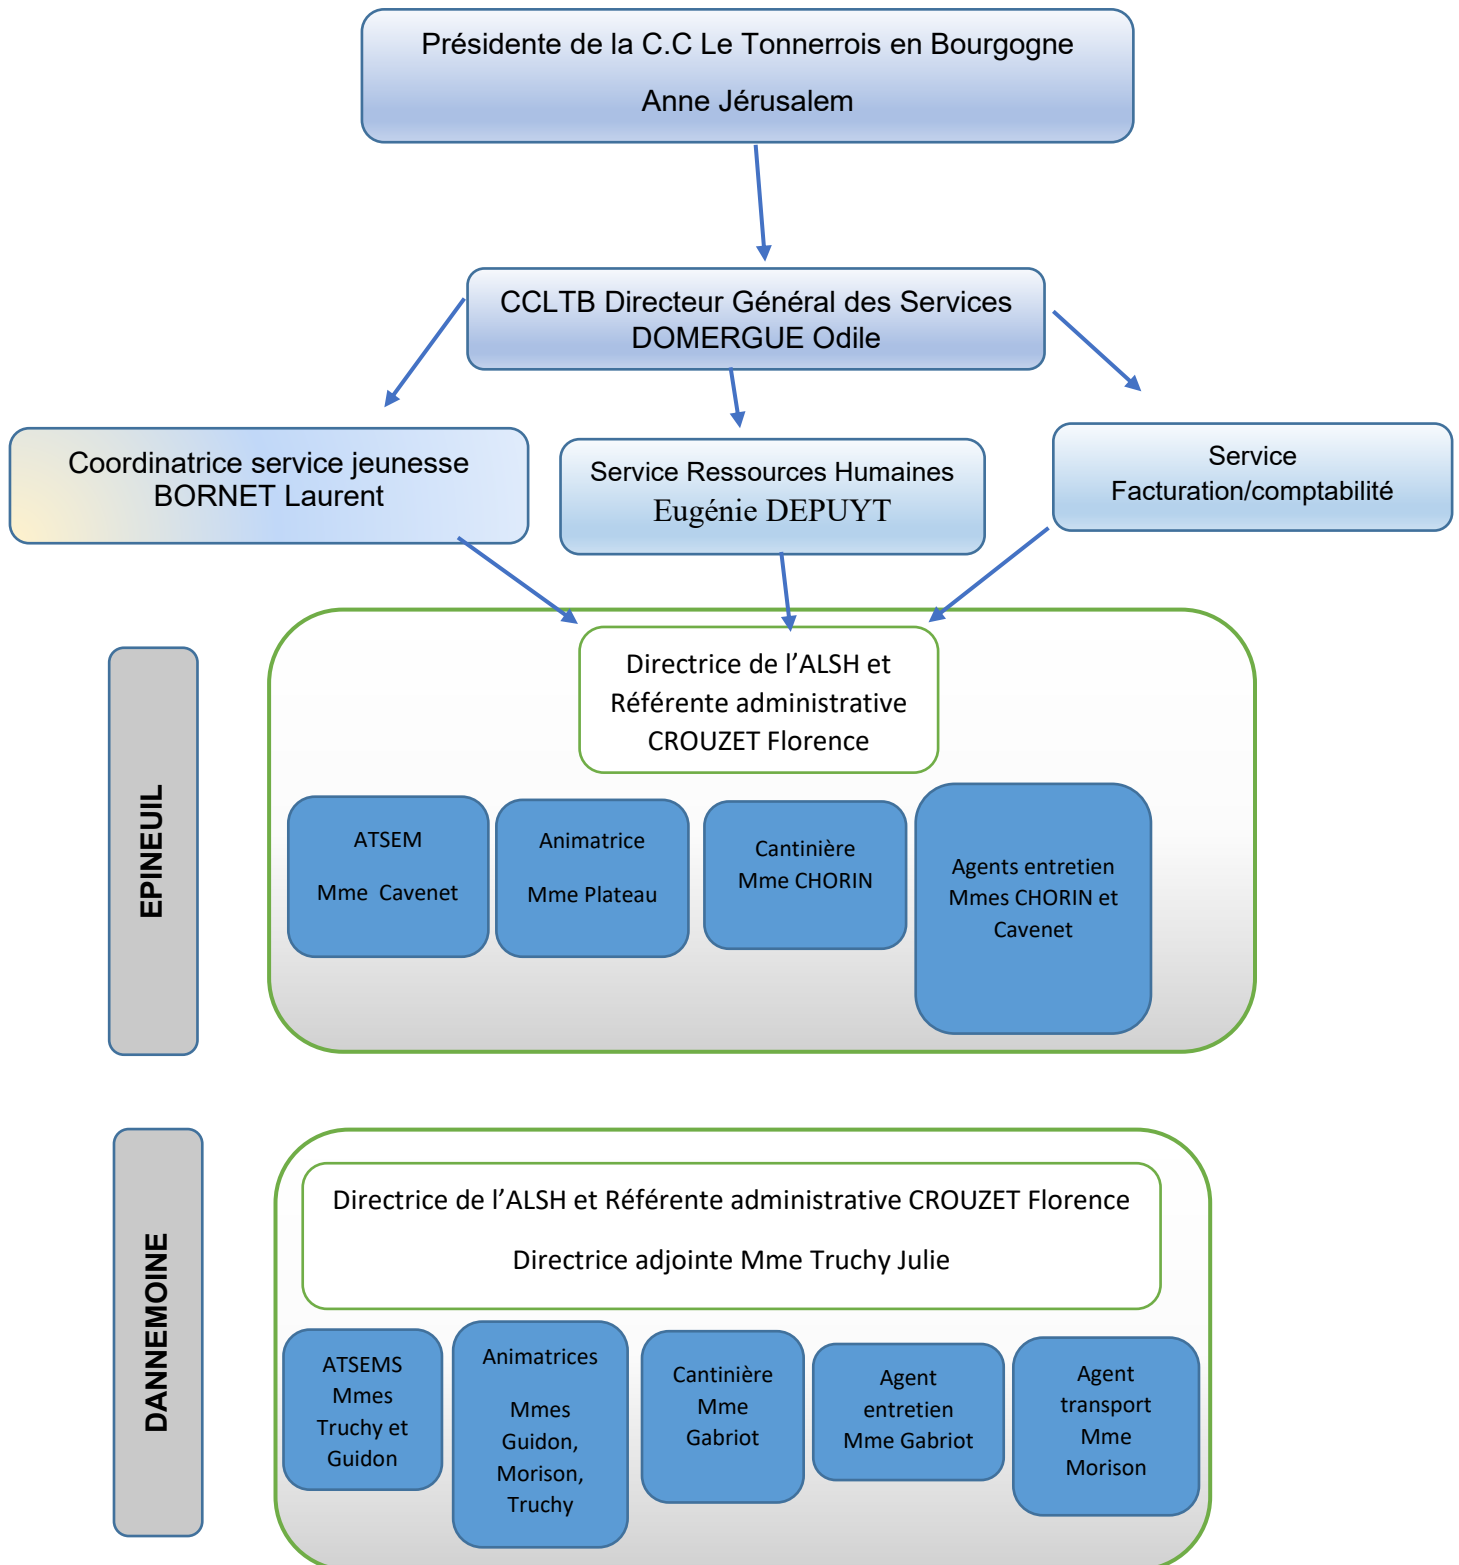 Présidente de la C.C Le Tonnerrois en Bourgogne
Anne Jérusalem
CCLTB Directeur Général des Services
DOMERGUE Odile
Coordinatrice service jeunesse
BORNET Laurent
Service Ressources Humaines
Eugénie DEPUYT
Service
Facturation/comptabilité
EPINEUIL
Directrice de l’ALSH et
Référente administrative
CROUZET Florence
ATSEM
Mme Cavenet
Animatrice
Mme Plateau
Cantinière
Mme CHORIN
Agents entretien
Mmes CHORIN et
Cavenet
DANNEMOINE
Directrice de l’ALSH et Référente administrative CROUZET Florence
Directrice adjointe Mme Truchy Julie
ATSEMS
Mmes
Truchy et
Guidon
Animatrices
Mmes
Guidon,
Morison,
Truchy
Cantinière
Mme
Gabriot
Agent
entretien
Mme Gabriot
Agent
transport
Mme
Morison